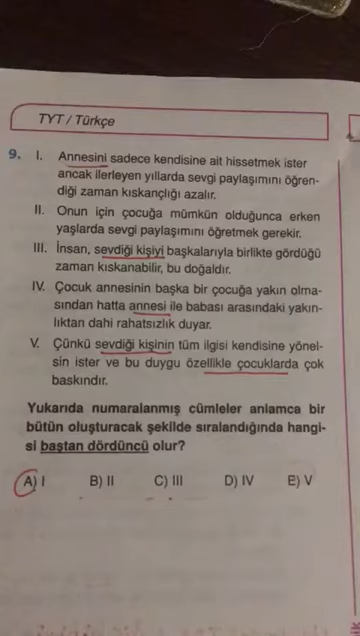 TYT / Türkçe
9. I. Annesini sadece kendisine ait hissetmek ister
ancak ilerleyen yıllarda sevgi paylaşımını öğren-
diği zaman kıskançlığı azalır.
II. Onun için çocuğa mümkün olduğunca erken
yaşlarda sevgi paylaşımını öğretmek gerekir.
III. İnsan, sevdiği kişiyi başkalarıyla birlikte gördüğü
zaman kıskanabilir, bu doğaldır.
IV. Çocuk annesinin başka bir çocuğa yakın olma-
sından hatta annesi ile babası arasındaki yakın-
lıktan dahi rahatsızlık duyar.
V. Çünkü sevdiği kişinin tüm ilgisi kendisine yönel-
sin ister ve bu duygu özellikle çocuklarda çok
baskındır.
Yukarıda numaralanmış cümleler anlamca bir
bütün oluşturacak şekilde sıralandığında hangi-
si baştan dördüncü olur?
A) I B) II C) III D) IV E) V